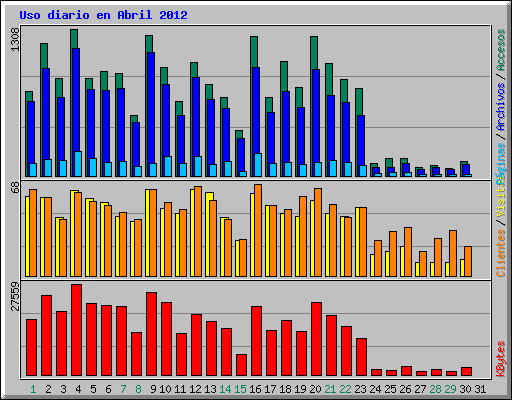 Uso diario en Abril 2012
1308
68
27559
Clientes / Visitas
Páginas / Archivos / Accesos
KBytes
1 2 3 4 5 6 7 8 9 10 11 12 13 14 15 16 17 18 19 20 21 22 23 24 25 26 27 28 29 30 31